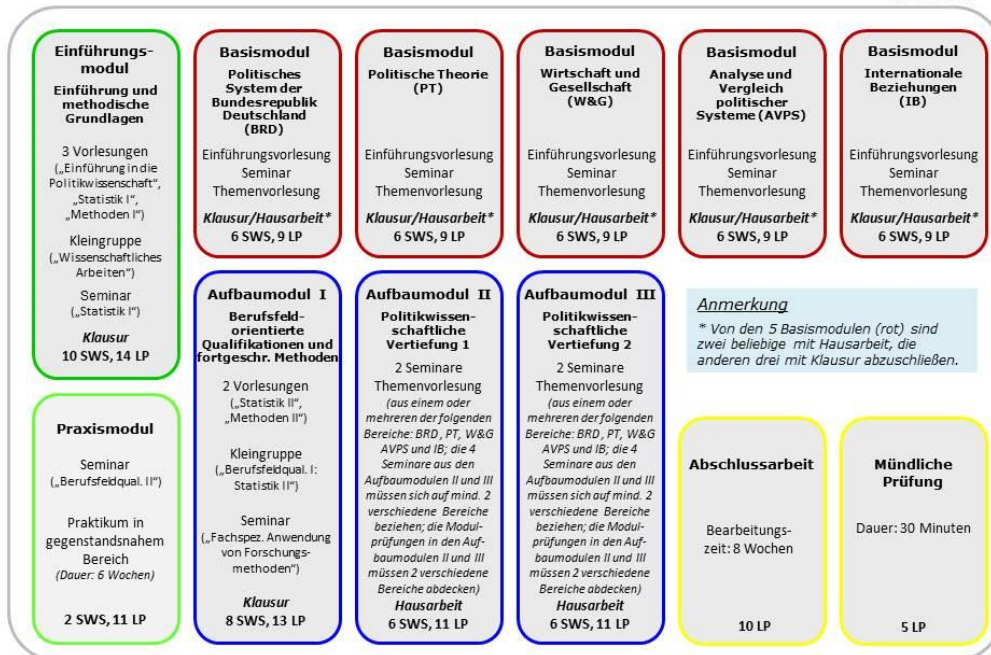 Einführungs-
modul
Einführung und
methodische
Grundlagen
3 Vorlesungen
(„Einführung in die
Politikwissenschaft“,
„Statistik I“,
„Methoden I“)
Kleingruppe
(„Wissenschaftliches
Arbeiten“)
Seminar
(„Statistik I“)
Klausur
10 SWS, 14 LP
Basismodul
Politisches
System der
Bundesrepublik
Deutschland
(BRD)
Einführungsvorlesung
Seminar
Themenvorlesung
Klausur/Hausarbeit*
6 SWS, 9 LP
Basismodul
Politische Theorie
(PT)
Einführungsvorlesung
Seminar
Themenvorlesung
Klausur/Hausarbeit*
6 SWS, 9 LP
Basismodul
Wirtschaft und
Gesellschaft
(W&G)
Einführungsvorlesung
Seminar
Themenvorlesung
Klausur/Hausarbeit*
6 SWS, 9 LP
Basismodul
Analyse und
Vergleich
politischer
Systeme (AVPS)
Einführungsvorlesung
Seminar
Themenvorlesung
Klausur/Hausarbeit*
6 SWS, 9 LP
Basismodul
Internationale
Beziehungen
(IB)
Einführungsvorlesung
Seminar
Themenvorlesung
Klausur/Hausarbeit*
6 SWS, 9 LP
Praxismodul
Seminar
(„Berufsfeldqual. II“)
Praktikum in
gegenstandsnahem
Bereich
(Dauer: 6 Wochen)
2 SWS, 11 LP
Aufbaumodul I
Berufsfeld-
orientierte
Qualifikationen und
fortgeschr. Methoden
2 Vorlesungen
(„Statistik II“,
„Methoden II“)
Kleingruppe
(„Berufsfeldqual. I:
Statistik II“)
Seminar
(„Fachspez. Anwendung
von Forschungs-
methoden“)
Klausur
8 SWS, 13 LP
Aufbaumodul II
Politikwissen-
schaftliche
Vertiefung 1
2 Seminare
Themenvorlesung
(aus einem oder
mehreren der folgenden
Bereiche: BRD, PT, W&G
AVPS und IB; die 4
Seminare aus den
Aufbaumodulen II und III
müssen sich auf mind. 2
verschiedene Bereiche
beziehen; die Modul-
prüfungen in den Auf-
baumodulen II und III
müssen 2 verschiedene
Bereiche abdecken)
Hausarbeit
6 SWS, 11 LP
Aufbaumodul III
Politikwissen-
schaftliche
Vertiefung 2
2 Seminare
Themenvorlesung
(aus einem oder
mehreren der folgenden
Bereiche: BRD, PT, W&G
AVPS und IB; die 4
Seminare aus den
Aufbaumodulen II und III
müssen sich auf mind. 2
verschiedene Bereiche
beziehen; die Modul-
prüfungen in den Auf-
baumodulen II und III
müssen 2 verschiedene
Bereiche abdecken)
Hausarbeit
6 SWS, 11 LP
Anmerkung
* Von den 5 Basismodulen (rot) sind
zwei beliebige mit Hausarbeit, die
anderen drei mit Klausur abzuschließen.
Abschlussarbeit
Bearbeitungs-
zeit: 8 Wochen
10 LP
Mündliche
Prüfung
Dauer: 30 Minuten
5 LP